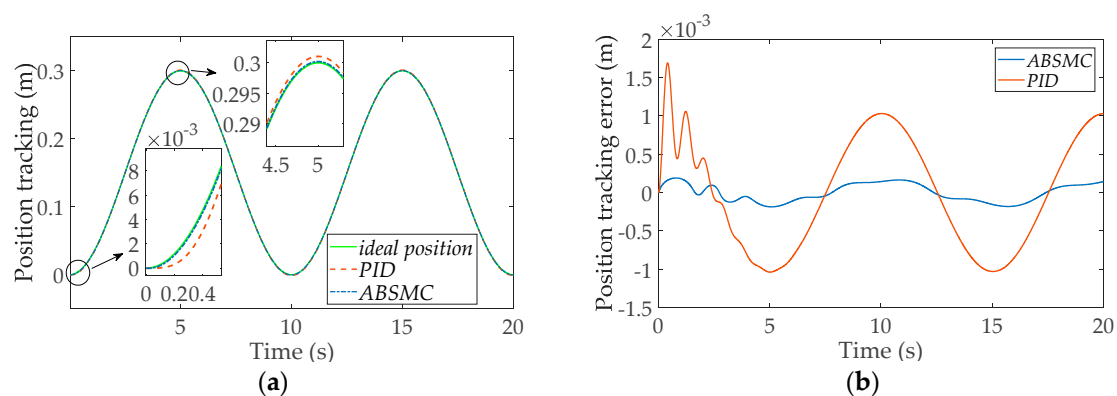 0.3
0.2
0.1
0
Position tracking (m)
0.3
0.295
0.29
4.5 5
×10-3
8
6
4
2
0
0 0.20.4
ideal position
PID
ABSMC
5 10 15 20
Time (s)
(a)
×10-3
2
1.5
1
0.5
0
-0.5
-1
-1.5
Position tracking error (m)
ABSMC
PID
0 5 10 15 20
Time (s)
(b)